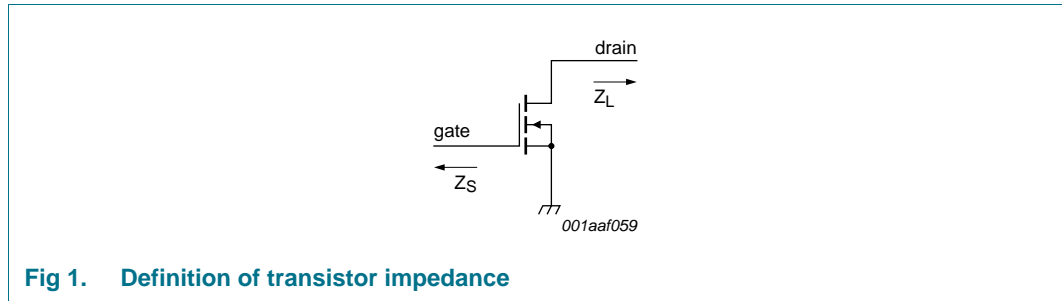 drain
Z_L
gate
Z_S
001aaf059
Fig 1. Definition of transistor impedance